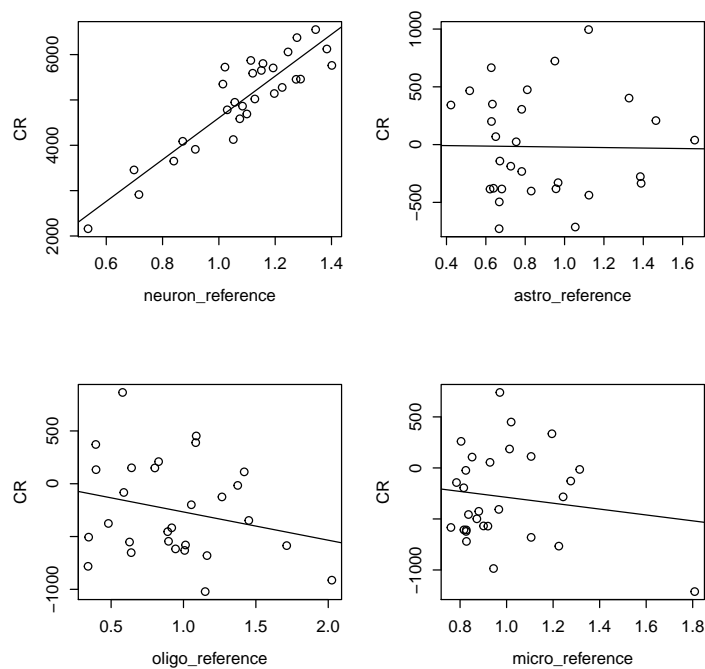 CR
2000 4000 6000
0.6 0.8 1.0 1.2 1.4
neuron_reference
CR
−500 0 500 1000
0.4 0.6 0.8 1.0 1.2 1.4 1.6
astro_reference
CR
−1000 0 500
0.5 1.0 1.5 2.0
oligo_reference
CR
−1000 0 500
0.8 1.0 1.2 1.4 1.6 1.8
micro_reference